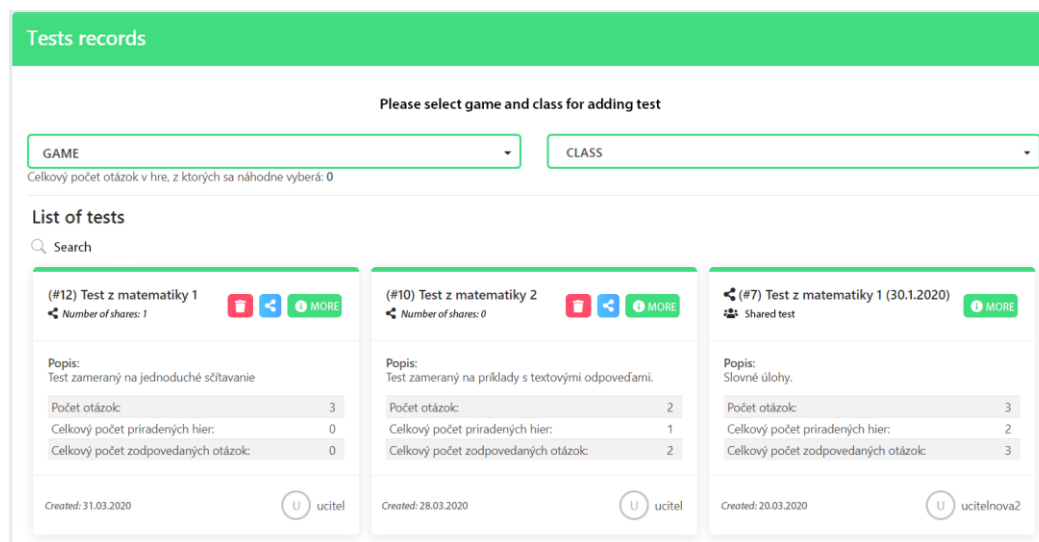 Tests records
Please select game and class for adding test
GAME
CLASS
Celkový počet otázok v hre, z ktorých sa náhodne vyberá: 0
List of tests
Search
(#12) Test z matematiky 1
Number of shares: 1
MORE
Popis:
Test zameraný na jednoduché sčítavanie
Počet otázok: 3
Celkový počet priradených hier: 0
Celkový počet zodpovedaných otázok: 0
Created: 31.03.2020
U ucitel
(#10) Test z matematiky 2
Number of shares: 0
MORE
Popis:
Test zameraný na príklady s textovými odpoveďami.
Počet otázok: 2
Celkový počet priradených hier: 1
Celkový počet zodpovedaných otázok: 2
Created: 28.03.2020
U ucitel
(#7) Test z matematiky 1 (30.1.2020)
Shared test
MORE
Popis:
Slovné úlohy.
Počet otázok: 3
Celkový počet priradených hier: 2
Celkový počet zodpovedaných otázok: 3
Created: 20.03.2020
U ucitelnova2